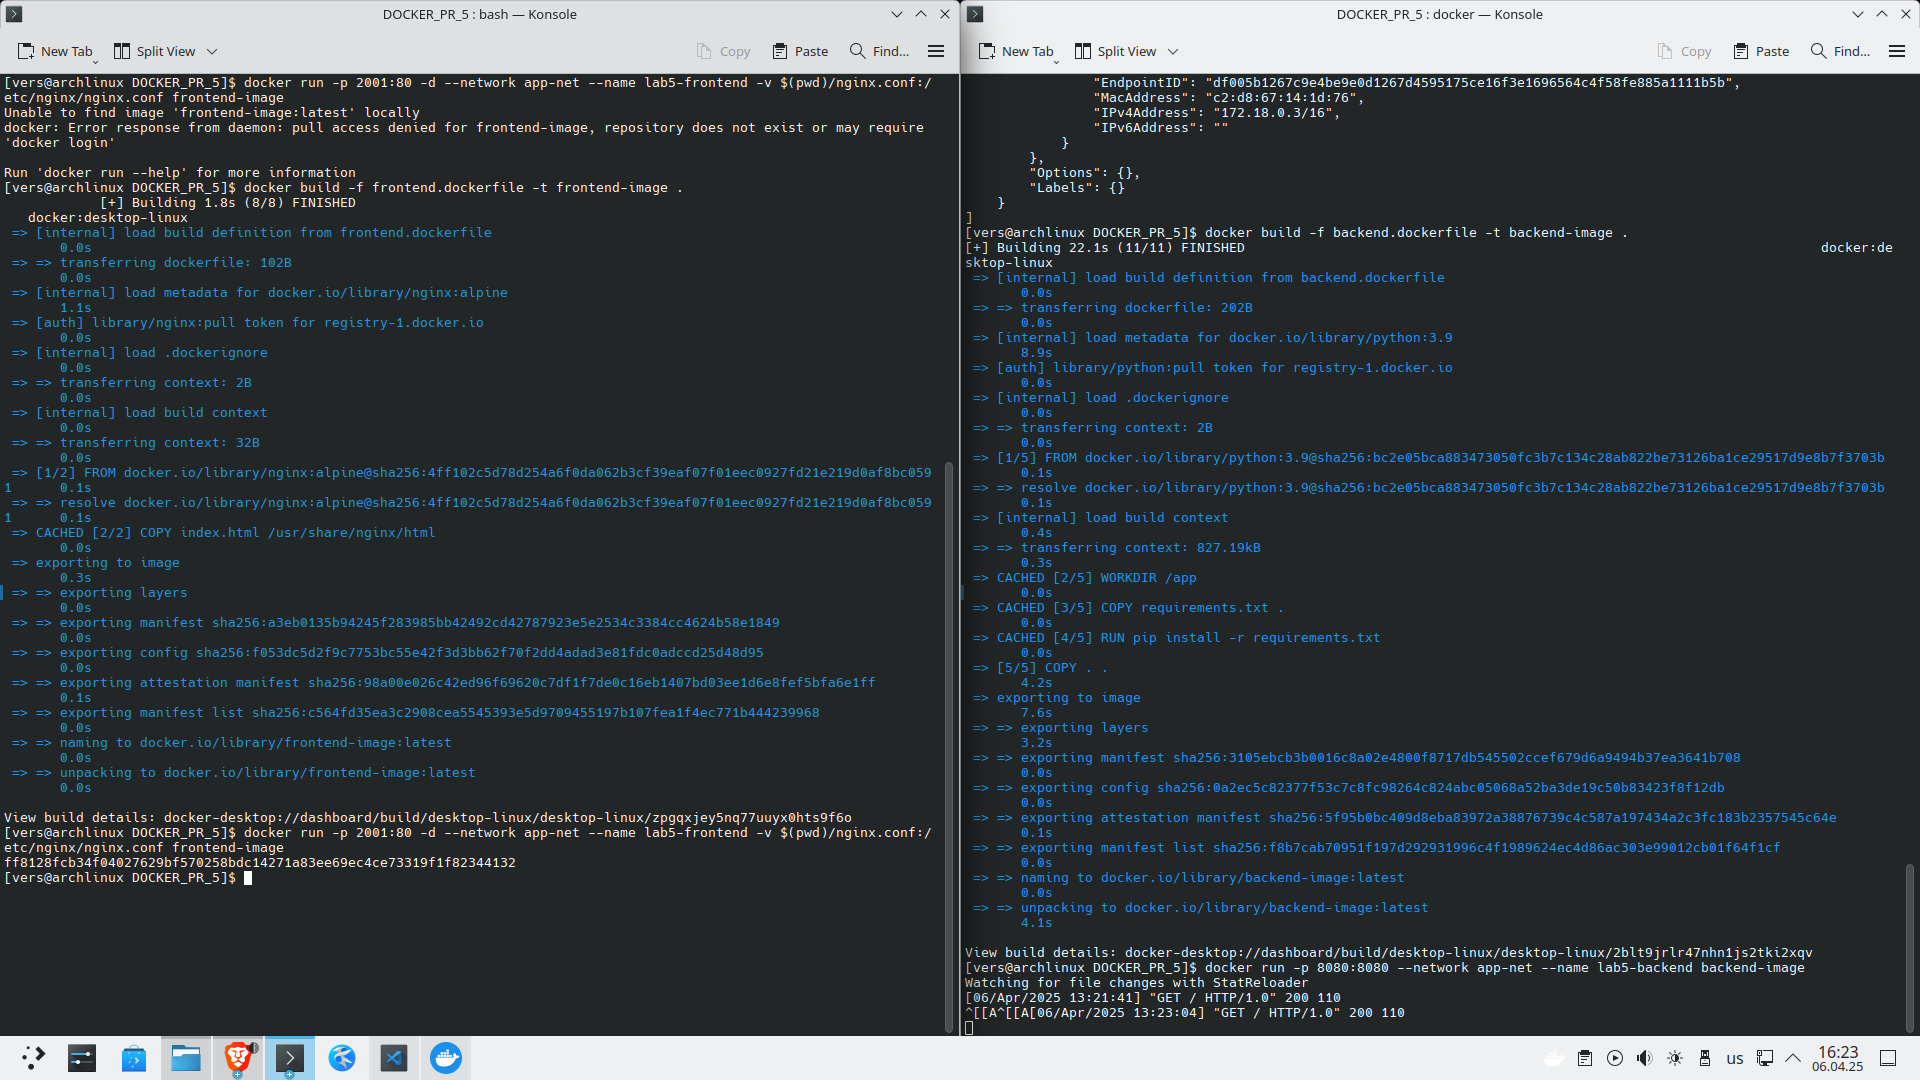 DOCKER_PR_5 : bash — Konsole
New Tab
Split View
Copy
Paste
Find...
[vers@archlinux DOCKER_PR_5]$ docker run -p 2001:80 -d --network app-net --name lab5-frontend -v $(pwd)/nginx.conf:/
etc/nginx/nginx.conf frontend-image
Unable to find image 'frontend-image:latest' locally
docker: Error response from daemon: pull access denied for frontend-image, repository does not exist or may require
'docker login'
Run 'docker run --help' for more information
[vers@archlinux DOCKER_PR_5]$ docker build -f frontend.dockerfile -t frontend-image .
[+] Building 1.8s (8/8) FINISHED
docker:desktop-linux
=> [internal] load build definition from frontend.dockerfile
0.0s
=> => transferring dockerfile: 102B
0.0s
=> [internal] load metadata for docker.io/library/nginx:alpine
1.1s
=> [auth] library/nginx:pull token for registry-1.docker.io
0.0s
=> [internal] load .dockerignore
0.0s
=> => transferring context: 2B
0.0s
=> [internal] load build context
0.0s
=> => transferring context: 32B
0.0s
=> [1/2] FROM docker.io/library/nginx:alpine@sha256:4ff102c5d78d254a6f0da062b3cf39eaf07f01eec0927fd21e219d0af8bc059
1 0.1s
=> => resolve docker.io/library/nginx:alpine@sha256:4ff102c5d78d254a6f0da062b3cf39eaf07f01eec0927fd21e219d0af8bc059
1 0.1s
=> CACHED [2/2] COPY index.html /usr/share/nginx/html
0.0s
=> exporting to image
0.3s
=> => exporting layers
0.0s
=> => exporting manifest sha256:a3eb0135b94245f283985bb42492cd42787923e5e2534c3384cc4624b58e1849
0.0s
=> => exporting config sha256:f053dc5d2f9c7753bc55e42f3d3bb62f70f2dd4adad3e81fdc0adccd25d48d95
0.0s
=> => exporting attestation manifest sha256:98a00e026c42ed96f69620c7df1f7de0c16eb1407bd03ee1d6e8fef5bfa6e1ff
0.1s
=> => exporting manifest list sha256:c564fd35ea3c2908cea5545393e5d9709455197b107fea1f4ec771b444239968
0.0s
=> => naming to docker.io/library/frontend-image:latest
0.0s
=> => unpacking to docker.io/library/frontend-image:latest
0.0s
View build details: docker-desktop://dashboard/build/desktop-linux/desktop-linux/zpgqxjey5nq77uuyx0hts9f6o
[vers@archlinux DOCKER_PR_5]$ docker run -p 2001:80 -d --network app-net --name lab5-frontend -v $(pwd)/nginx.conf:/
etc/nginx/nginx.conf frontend-image
ff8128fcb34f04027629bf570258bdc14271a83ee69ec4ce73319f1f82344132
[vers@archlinux DOCKER_PR_5]$
DOCKER_PR_5 : docker — Konsole
New Tab
Split View
Copy
Paste
Find...
"EndpointID": "df005b1267c9e4be9e0d1267d4595175ce16f3e1696564c4f58fe885a1111b5b",
"MacAddress": "c2:d8:67:14:1d:76",
"IPv4Address": "172.18.0.3/16",
"IPv6Address": ""
}
},
"Options": {},
"Labels": {}
}
]
[vers@archlinux DOCKER_PR_5]$ docker build -f backend.dockerfile -t backend-image .
[+] Building 22.1s (11/11) FINISHED docker:de
sktop-linux
=> [internal] load build definition from backend.dockerfile
0.0s
=> => transferring dockerfile: 202B
0.0s
=> [internal] load metadata for docker.io/library/python:3.9
8.9s
=> [auth] library/python:pull token for registry-1.docker.io
0.0s
=> [internal] load .dockerignore
0.0s
=> => transferring context: 2B
0.0s
=> [1/5] FROM docker.io/library/python:3.9@sha256:bc2e05bca883473050fc3b7c134c28ab822be73126ba1ce29517d9e8b7f3703b
0.1s
=> => resolve docker.io/library/python:3.9@sha256:bc2e05bca883473050fc3b7c134c28ab822be73126ba1ce29517d9e8b7f3703b
0.1s
=> [internal] load build context
0.4s
=> => transferring context: 827.19kB
0.3s
=> CACHED [2/5] WORKDIR /app
0.0s
=> CACHED [3/5] COPY requirements.txt .
0.0s
=> CACHED [4/5] RUN pip install -r requirements.txt
0.0s
=> [5/5] COPY . .
4.2s
=> exporting to image
7.6s
=> => exporting layers
3.2s
=> => exporting manifest sha256:3105ebcb3b0016c8a02e4800f8717db545502ccef679d6a9494b37ea3641b708
0.0s
=> => exporting config sha256:0a2ec5c82377f53c7c8fc98264c824abc05068a52ba3de19c50b83423f8f12db
0.0s
=> => exporting attestation manifest sha256:5f95b0bc409d8eba83972a38876739c4c587a197434a2c3fc183b2357545c64e
0.1s
=> => exporting manifest list sha256:f8b7cab70951f197d292931996c4f1989624ec4d86ac303e99012cb01f64f1cf
0.0s
=> => naming to docker.io/library/backend-image:latest
0.0s
=> => unpacking to docker.io/library/backend-image:latest
4.1s
View build details: docker-desktop://dashboard/build/desktop-linux/desktop-linux/2blt9jrlr47nhn1js2tki2xqv
[vers@archlinux DOCKER_PR_5]$ docker run -p 8080:8080 --network app-net --name lab5-backend backend-image
Watching for file changes with StatReloader
[06/Apr/2025 13:21:41] "GET / HTTP/1.0" 200 110
^[[A^[[A[06/Apr/2025 13:23:04] "GET / HTTP/1.0" 200 110
us
16:23
06.04.25